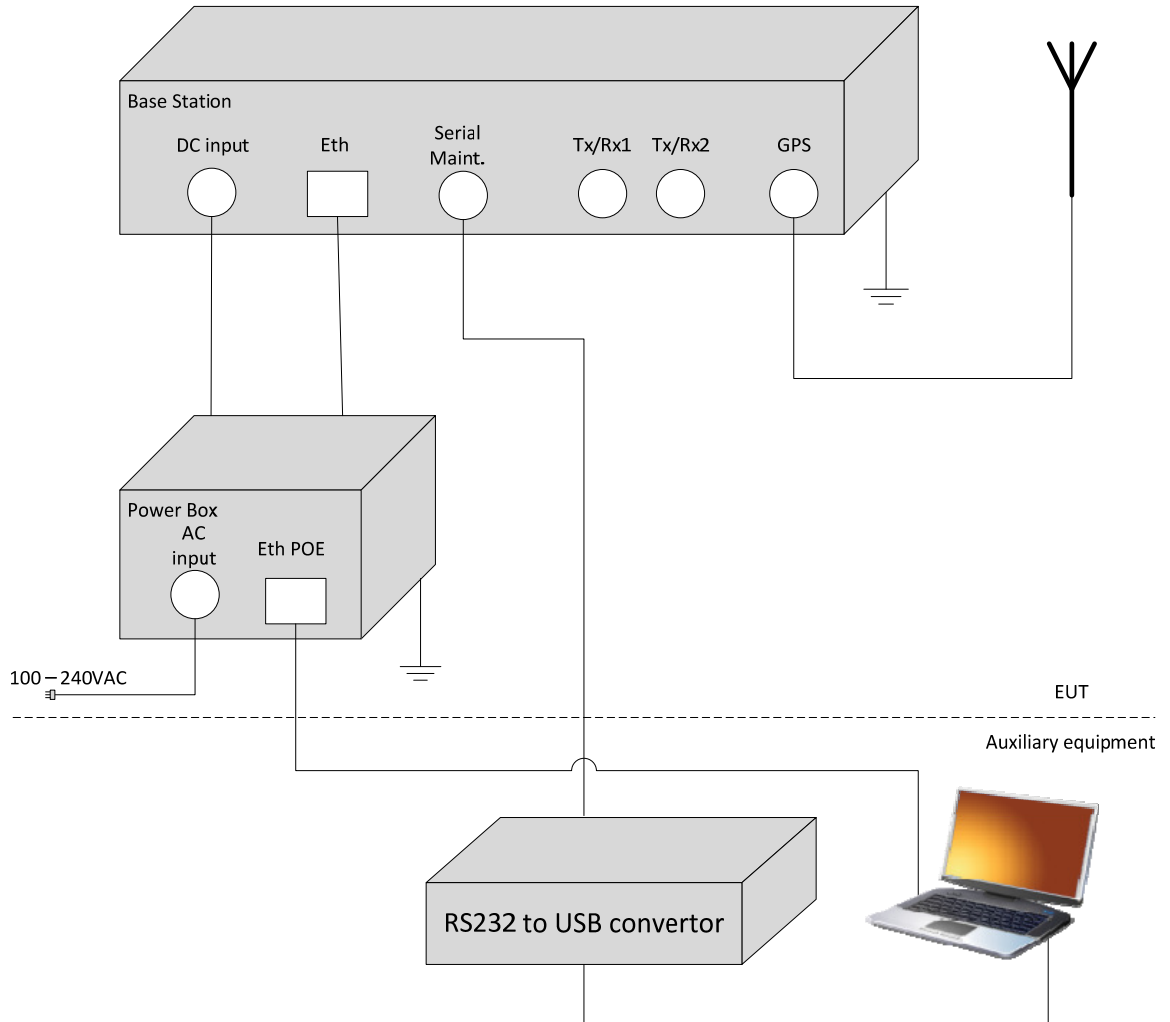 Base Station
DC input
Eth
Serial
Maint.
Tx/Rx1
Tx/Rx2
GPS
Power Box
AC
input
Eth POE
100–240VAC
EUT
Auxiliary equipment
RS232 to USB convertor